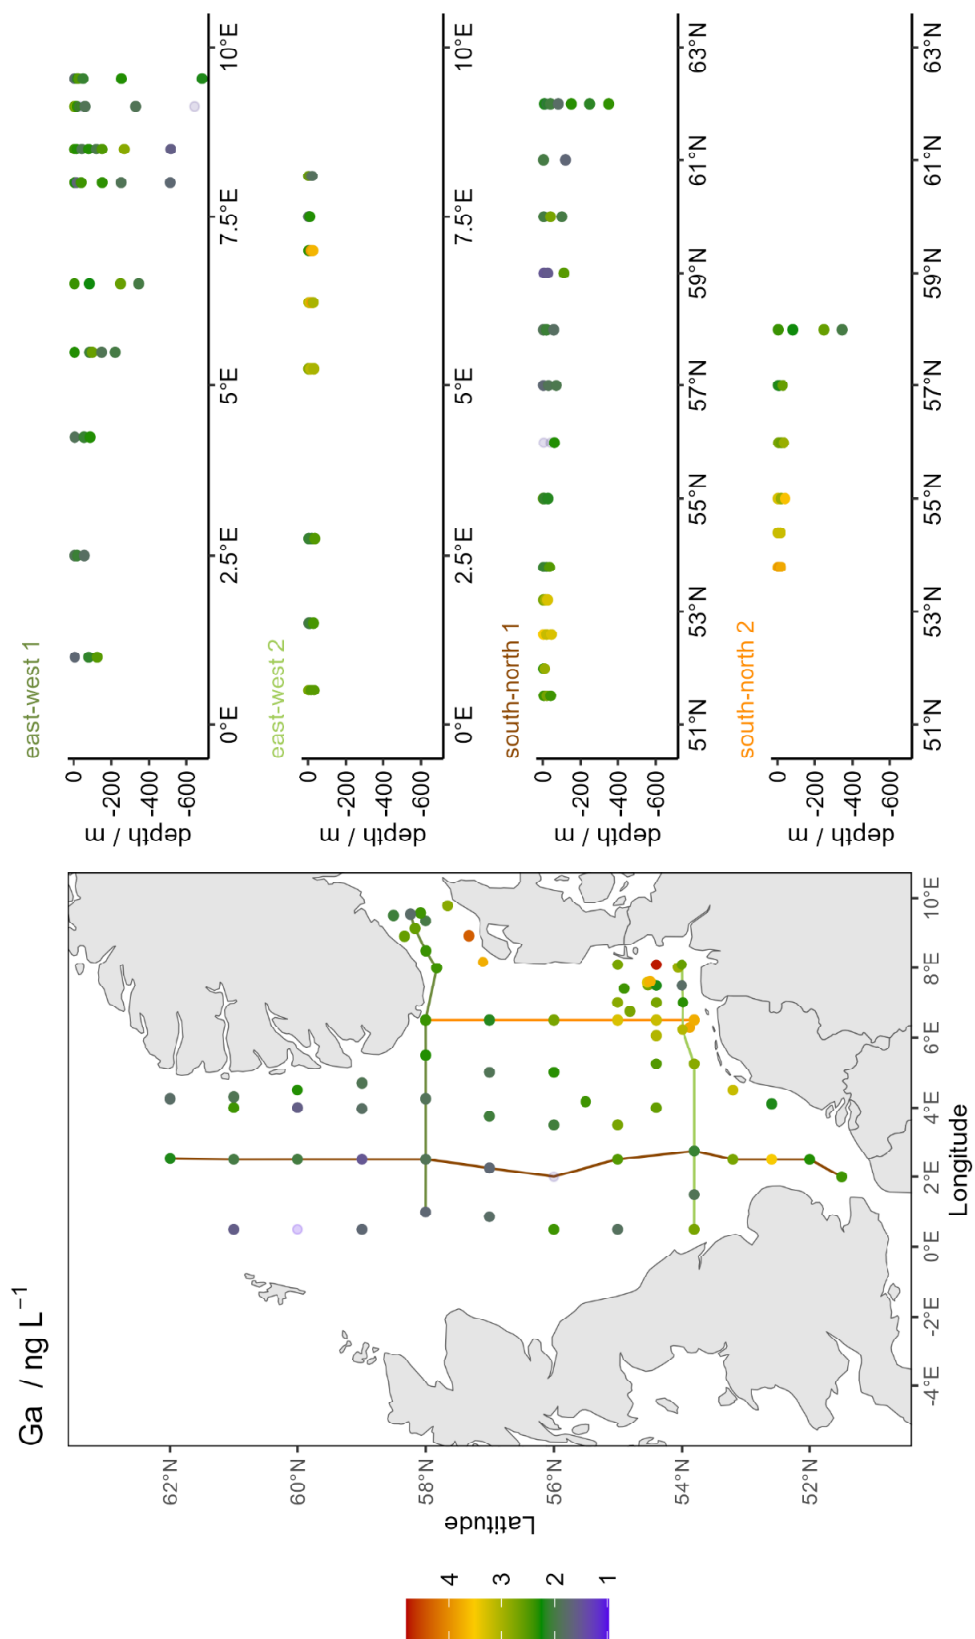 Ga / ng L⁻¹
4
3
2
1
62°N
60°N
58°N
56°N
54°N
52°N
Latitude
-4°E
-2°E
0°E
2°E
4°E
6°E
8°E
10°E
Longitude
east-west 1
0
-200
-400
-600
depth / m
0°E
2.5°E
5°E
7.5°E
10°E
east-west 2
0
-200
-400
-600
depth / m
0°E
2.5°E
5°E
7.5°E
10°E
south-north 1
0
-200
-400
-600
depth / m
51°N
53°N
55°N
57°N
59°N
61°N
63°N
south-north 2
0
-200
-400
-600
depth / m
51°N
53°N
55°N
57°N
59°N
61°N
63°N